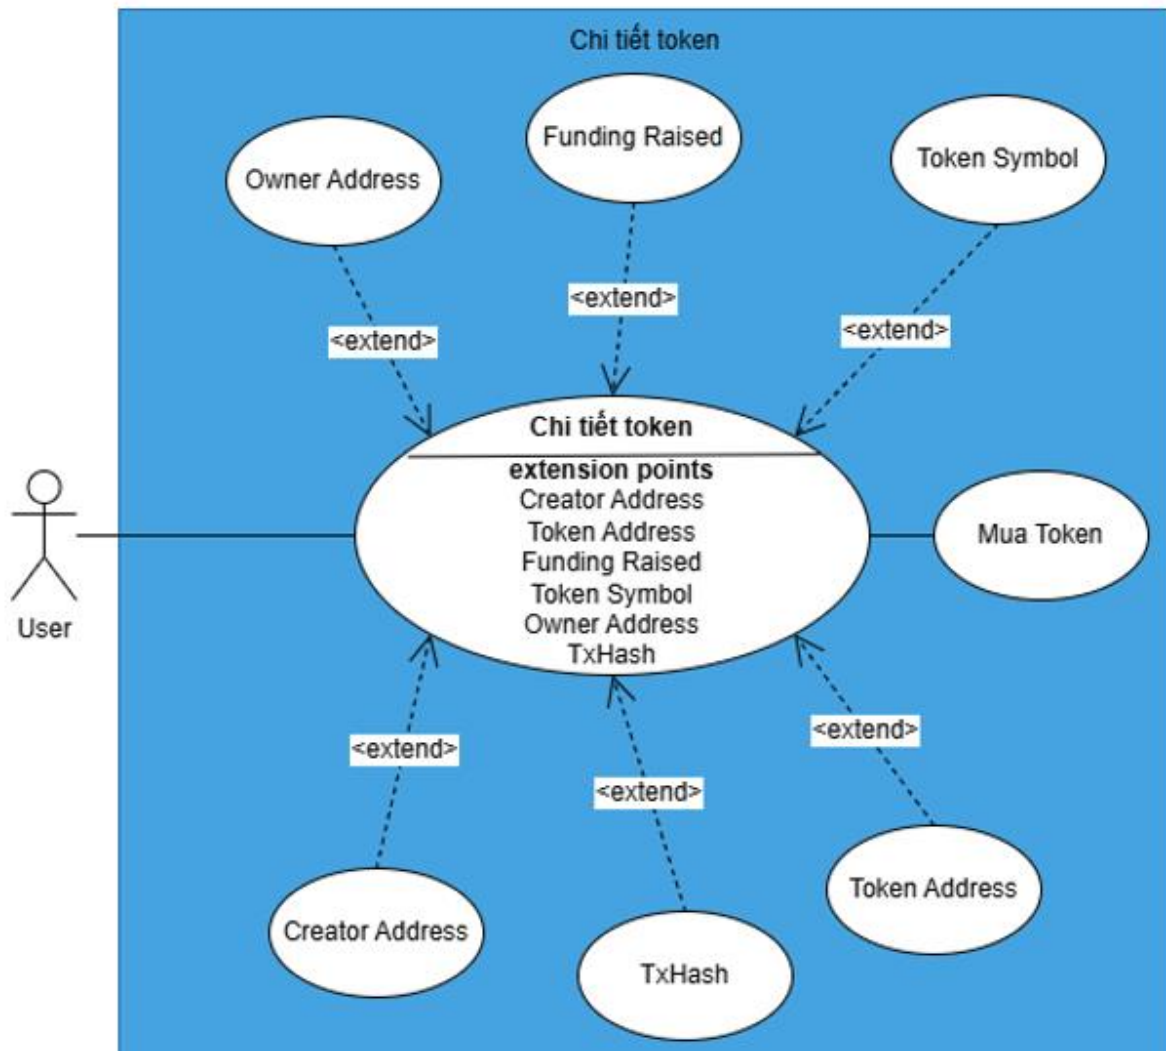 Chi tiết token
Funding Raised
Token Symbol
Owner Address
<extend>
<extend>
<extend>
Chi tiết token
extension points
Creator Address
Token Address
Funding Raised
Token Symbol
Owner Address
TxHash
Mua Token
User
<extend>
<extend>
<extend>
Token Address
Creator Address
TxHash